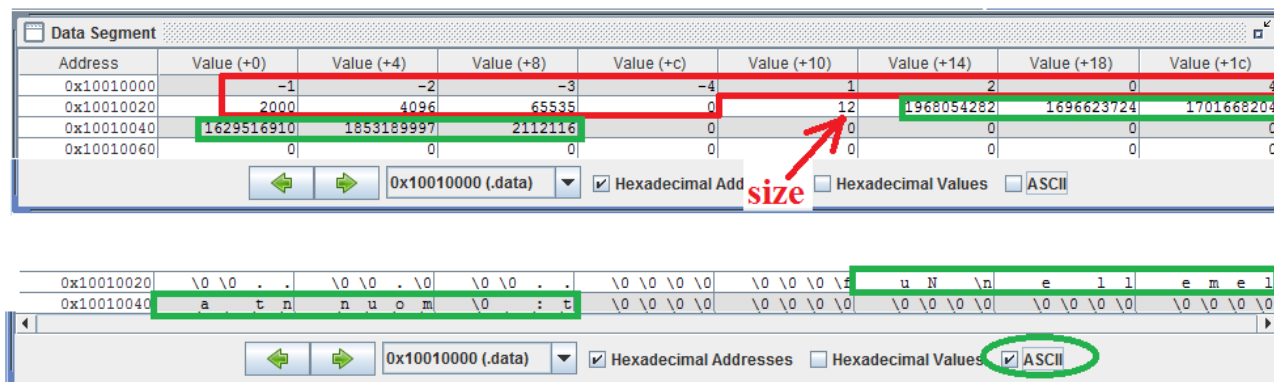 Data Segment
Address Value (+0) Value (+4) Value (+8) Value (+c) Value (+10) Value (+14) Value (+18) Value (+1c)
0x10010000 -1 -2 -3 -4 1 2 0 4
0x10010020 2000 4096 65535 0 12 1968054282 1696623724 1701668204
0x10010040 1629516910 1853189997 2112116 0 0 0 0 0
0x10010060 0 0 0 0 0 0 0 0
0x10010000 (.data) Hexadecimal Add Hexadecimal Values ASCII
size
0x10010020 \0 \0 . . \0 \0 . \0 \0 \0 . . \0 \0 \0 \0 \0 \0 \0 \f u N \n e l l e m e l
0x10010040 a t n n u o m \0 : t \0 \0 \0 \0 \0 \0 \0 \0 \0 \0 \0 \0 \0 \0 \0 \0 \0 \0 \0 \0
0x10010000 (.data) Hexadecimal Addresses Hexadecimal Values ASCII